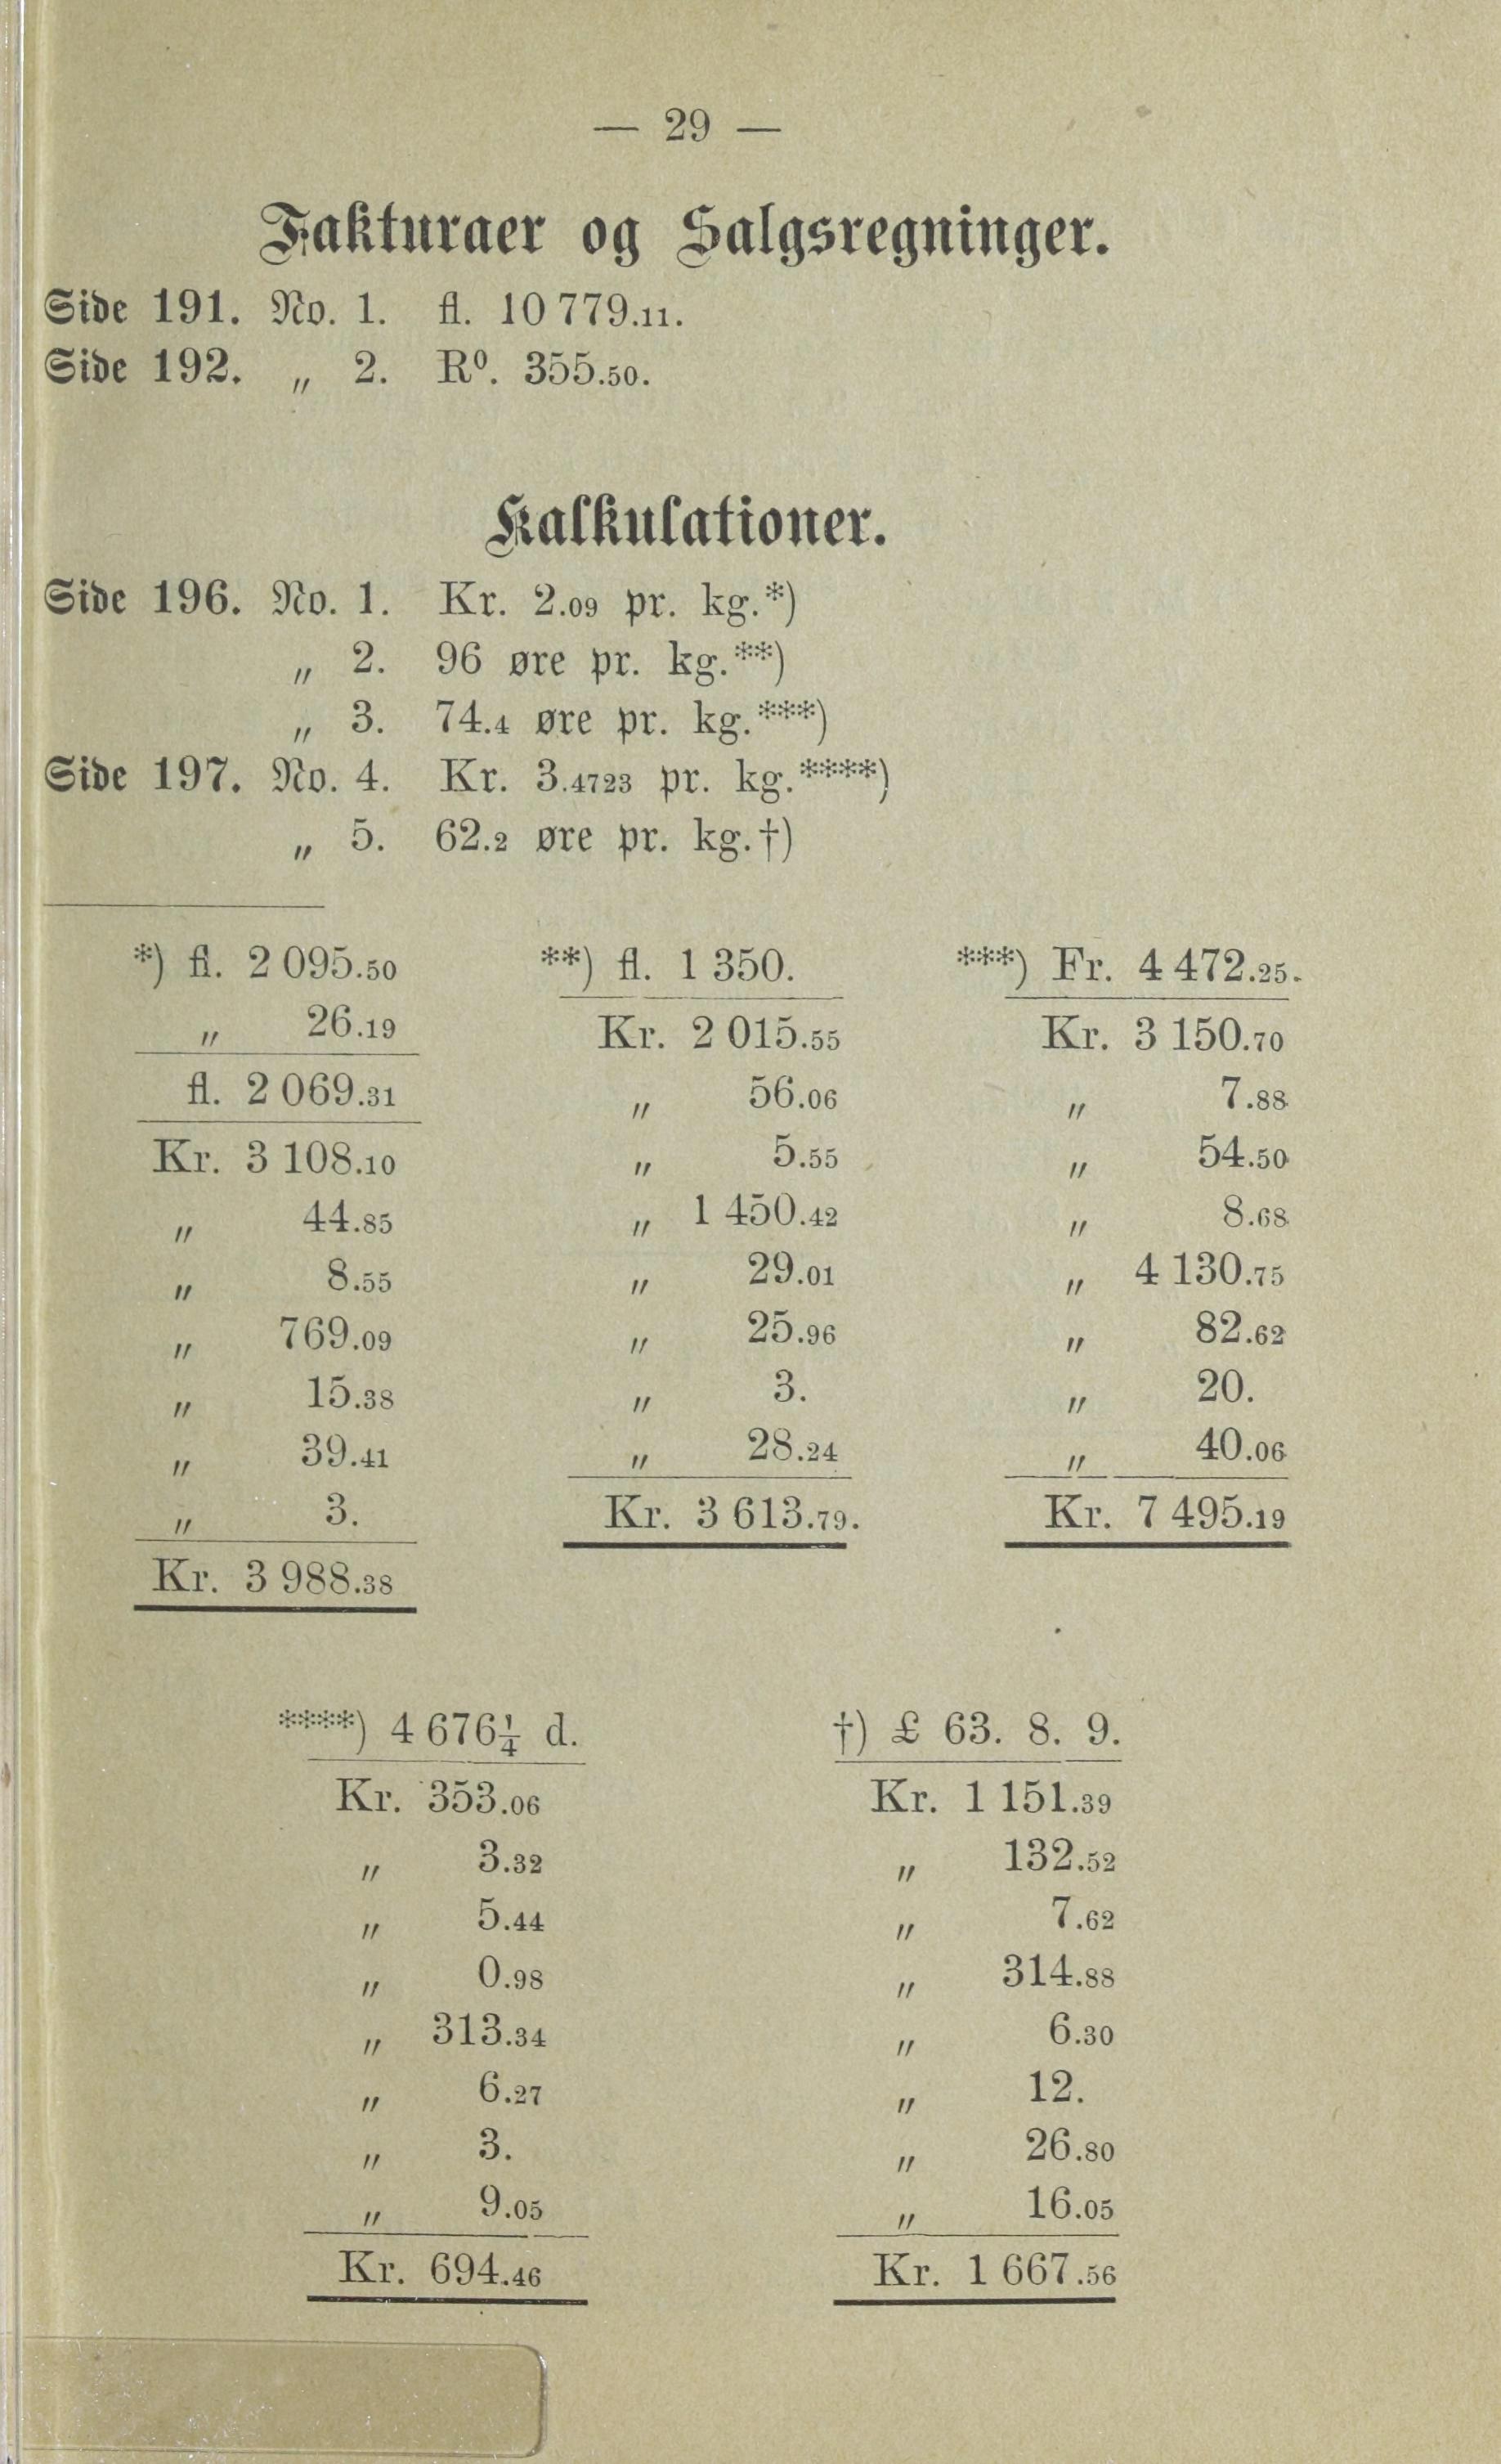 — 29 —
Fakturaer og Salgsregninger.
Side 191. No. 1. fl. 10 779.11.
Side 192. „ 2. R⁰. 355.50.
Kalkulationer.
Side 196. No. 1. Kr. 2.09 pr. kg.*)
„ 2. 96 øre pr. kg.**)
„ 3. 74.4 øre pr. kg.***)
Side 197. No. 4. Kr. 3.4723 pr. kg.****)
„ 5. 62.2 øre pr. kg.†)
*) fl. 2 095.50
„ 26.19
fl. 2 069.31
Kr. 3 108.10
„ 44.85
„ 8.55
„ 769.09
„ 15.38
„ 39.41
„ 3.
Kr. 3 988.38
**) fl. 1 350.
Kr. 2 015.55
„ 56.06
„ 5.55
„ 1 450.42
„ 29.01
„ 25.96
„ 3.
„ 28.24
Kr. 3 613.79.
***) Fr. 4 472.25.
Kr. 3 150.70
„ 7.88
„ 54.50
„ 8.68
„ 4 130.75
„ 82.62
„ 20.
„ 40.06
Kr. 7 495.19
****) 4 676¼ d.
Kr. 353.06
„ 3.32
„ 5.44
„ 0.98
„ 313.34
„ 6.27
„ 3.
„ 9.05
Kr. 694.46
†) £ 63. 8. 9.
Kr. 1 151.39
„ 132.52
„ 7.62
„ 314.88
„ 6.30
„ 12.
„ 26.80
„ 16.05
Kr. 1 667.56